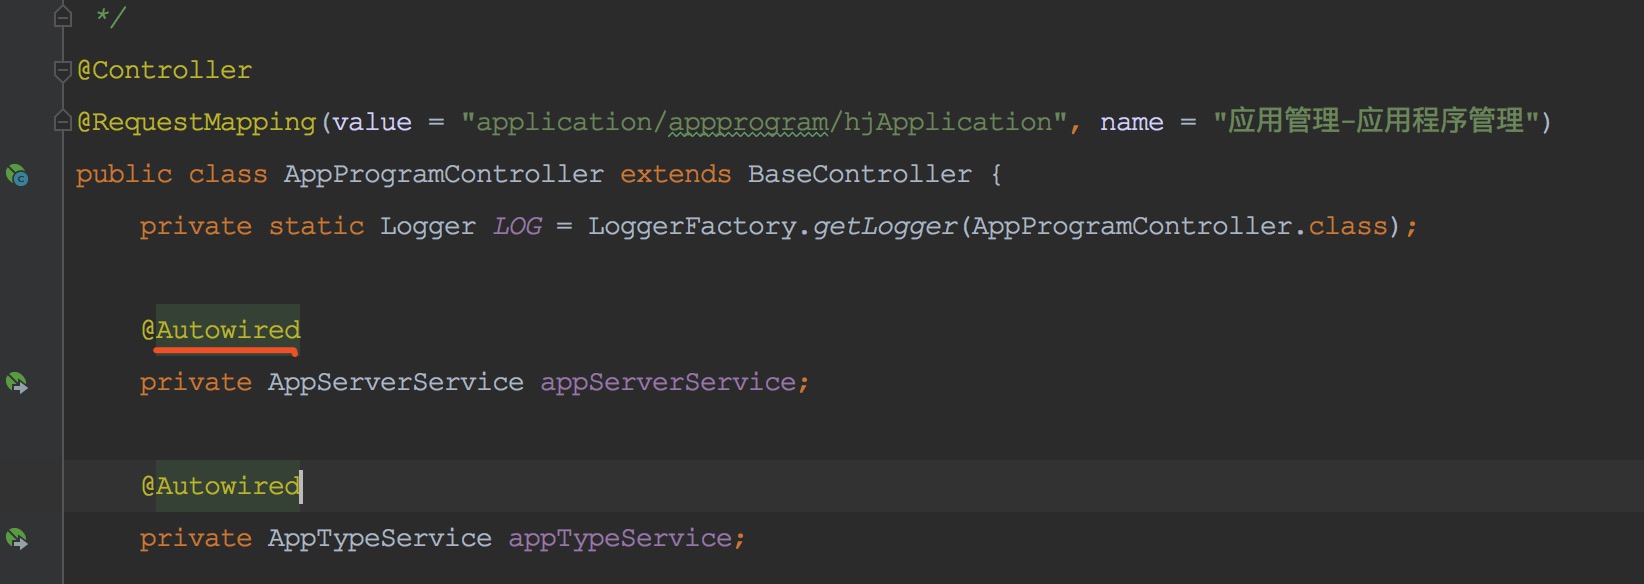 */
@Controller
@RequestMapping(value = "application/appprogram/hjApplication", name = "应用管理-应用程序管理")
public class AppProgramController extends BaseController {
private static Logger LOG = LoggerFactory.getLogger(AppProgramController.class);
@Autowired
private AppServerService appServerService;
@Autowired
private AppTypeService appTypeService;